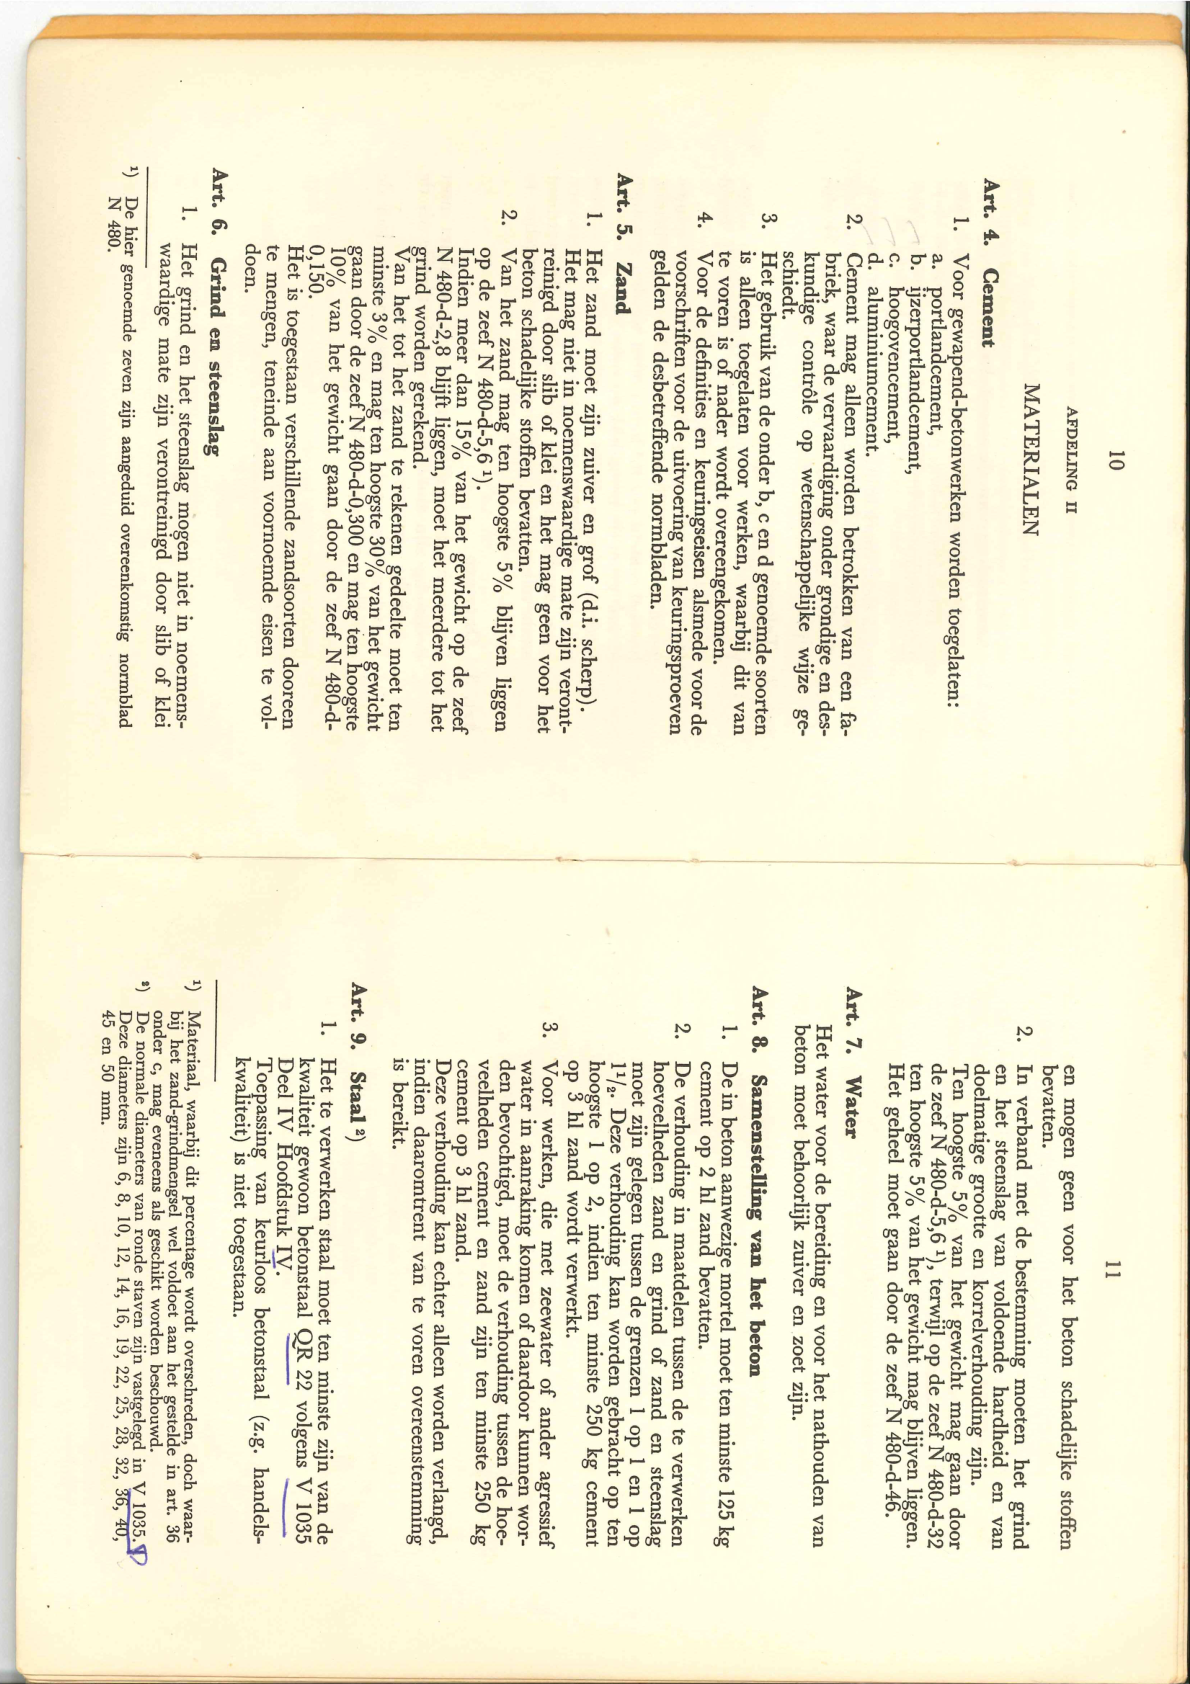 10
AFDELING II
MATERIALEN
Art. 4. Cement
1. Voor gewapend-betonwerken worden toegelaten:
a. portlandcement,
b. ijzerportlandcement,
c. hoogovencement,
d. aluminiumcement.
2. Cement mag alleen worden betrokken van een fa-
briek, waar de vervaardiging onder grondige en des-
kundige contrôle op wetenschappelijke wijze ge-
schiedt.
3. Het gebruik van de onder b, c en d genoemde soorten
is alleen toegelaten voor werken, waarbij dit van
te voren is of nader wordt overeengekomen.
4. Voor de definities en keuringseisen alsmede voor de
voorschriften voor de uitvoering van keuringsproeven
gelden de desbetreffende normbladen.
Art. 5. Zand
1. Het zand moet zijn zuiver en grof (d.i. scherp).
Het mag niet in noemenswaardige mate zijn veront-
reinigd door slib of klei en het mag geen voor het
beton schadelijke stoffen bevatten.
2. Van het zand mag ten hoogste 5% blijven liggen
op de zeef N 480-d-5,6 ¹).
Indien meer dan 15% van het gewicht op de zeef
N 480-d-2,8 blijft liggen, moet het meerdere tot het
grind worden gerekend.
Van het tot het zand te rekenen gedeelte moet ten
minste 3% en mag ten hoogste 30% van het gewicht
gaan door de zeef N 480-d-0,300 en mag ten hoogste
10% van het gewicht gaan door de zeef N 480-d-
0,150.
Het is toegestaan verschillende zandsoorten dooreen
te mengen, teneinde aan voornoemde eisen te vol-
doen.
Art. 6. Grind en steenslag
1. Het grind en het steenslag mogen niet in noemens-
waardige mate zijn verontreinigd door slib of klei
¹) De hier genoemde zeven zijn aangeduid overeenkomstig normblad
N 480.
11
en mogen geen voor het beton schadelijke stoffen
bevatten.
2. In verband met de bestemming moeten het grind
en het steenslag van voldoende hardheid en van
doelmatige grootte en korrelverhouding zijn.
Ten hoogste 5% van het gewicht mag gaan door
de zeef N 480-d-5,6 ¹), terwijl op de zeef N 480-d-32
ten hoogste 5% van het gewicht mag blijven liggen.
Het geheel moet gaan door de zeef N 480-d-46.
Art. 7. Water
Het water voor de bereiding en voor het nathouden van
beton moet behoorlijk zuiver en zoet zijn.
Art. 8. Samenstelling van het beton
1. De in beton aanwezige mortel moet ten minste 125 kg
cement op 2 hl zand bevatten.
2. De verhouding in maatdelen tussen de te verwerken
hoeveelheden zand en grind of zand en steenslag
moet zijn gelegen tussen de grenzen 1 op 1 en 1 op
1¹/₂. Deze verhouding kan worden gebracht op ten
hoogste 1 op 2, indien ten minste 250 kg cement
op 3 hl zand wordt verwerkt.
3. Voor werken, die met zeewater of ander agressief
water in aanraking komen of daardoor kunnen wor-
den bevochtigd, moet de verhouding tussen de hoe-
veelheden cement en zand zijn ten minste 250 kg
cement op 3 hl zand.
Deze verhouding kan echter alleen worden verlangd,
indien daaromtrent van te voren overeenstemming
is bereikt.
Art. 9. Staal ²)
1. Het te verwerken staal moet ten minste zijn van de
kwaliteit gewoon betonstaal QR 22 volgens V 1035
Deel IV Hoofdstuk IV.
Toepassing van keurloos betonstaal (z.g. handels-
kwaliteit) is niet toegestaan.
¹) Materiaal, waarbij dit percentage wordt overschreden, doch waar-
bij het zand-grindmengsel wel voldoet aan het gestelde in art. 36
onder c, mag eveneens als geschikt worden beschouwd.
²) De normale diameters van ronde staven zijn vastgelegd in V 1035.
Deze diameters zijn 6, 8, 10, 12, 14, 16, 19, 22, 25, 28, 32, 36, 40,
45 en 50 mm.